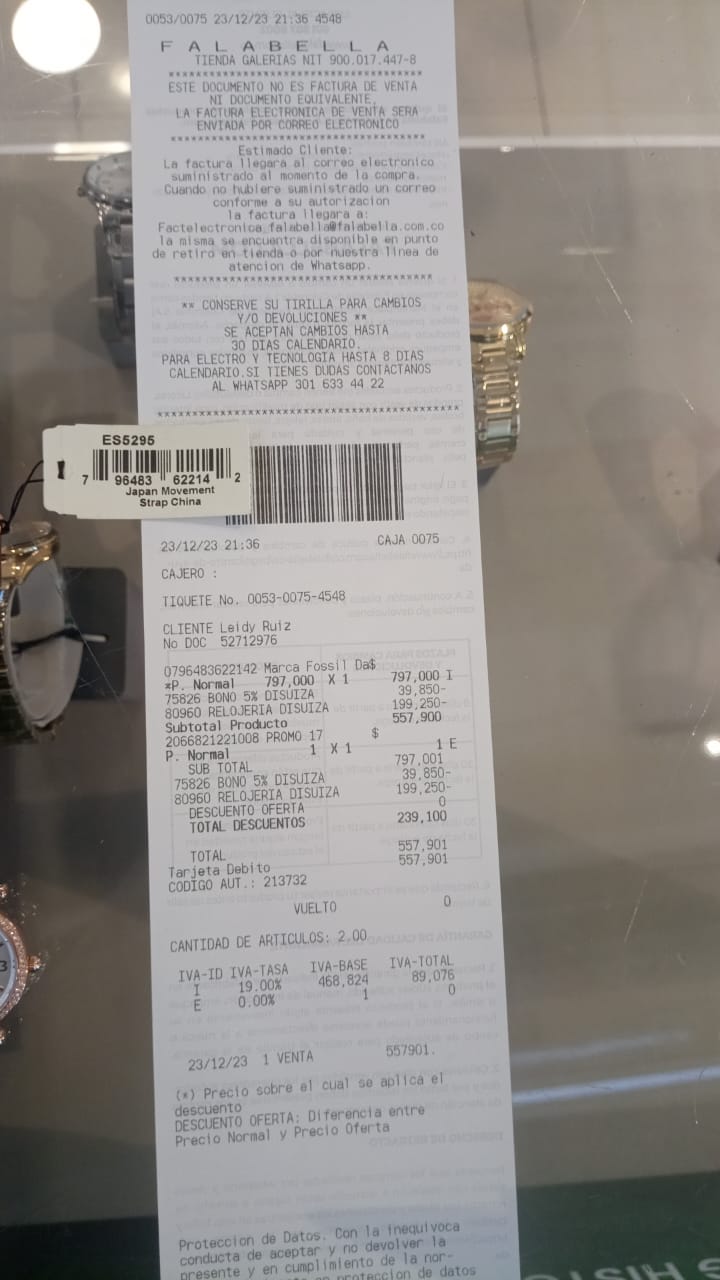 0053/0075 23/12/23 21:36 4548
FALABELLA
TIENDA GALERIAS NIT 900.017.447-8
****************************************
ESTE DOCUMENTO NO ES FACTURA DE VENTA
NI DOCUMENTO EQUIVALENTE,
LA FACTURA ELECTRONICA DE VENTA SERA
ENVIADA POR CORREO ELECTRONICO
****************************************
Estimado Cliente:
La factura llegara al correo electronico
suministrado al momento de la compra.
Cuando no hubiere suministrado un correo
conforme a su autorizacion
la factura llegara a:
Factelectronica_falabella@falabella.com.co
la misma se encuentra disponible en punto
de retiro en tienda o por nuestra linea de
atencion de Whatsapp.
****************************************
** CONSERVE SU TIRILLA PARA CAMBIOS
Y/O DEVOLUCIONES **
SE ACEPTAN CAMBIOS HASTA
30 DIAS CALENDARIO.
PARA ELECTRO Y TECNOLOGIA HASTA 8 DIAS
CALENDARIO.SI TIENES DUDAS CONTACTANOS
AL WHATSAPP 301 633 44 22
****************************************
ES5295
7 96483 62214 2
Japan Movement
Strap China
23/12/23 21:36 CAJA 0075
CAJERO :
TIQUETE No. 0053-0075-4548
CLIENTE Leidy Ruiz
No DOC 52712976
0796483622142 Marca Fossil Da$
*P. Normal 797,000 X 1 797,000 I
75826 BONO 5% DISUIZA 39,850-
80960 RELOJERIA DISUIZA 199,250-
Subtotal Producto 557,900
2066821221008 PROMO 17 $
P. Normal 1 X 1 1 E
SUB TOTAL 797,001
75826 BONO 5% DISUIZA 39,850-
80960 RELOJERIA DISUIZA 199,250-
DESCUENTO OFERTA 0
TOTAL DESCUENTOS 239,100
TOTAL 557,901
Tarjeta Debito 557,901
CODIGO AUT.: 213732
VUELTO 0
CANTIDAD DE ARTICULOS: 2.00
IVA-ID IVA-TASA IVA-BASE IVA-TOTAL
I 19.00% 468,824 89,076
E 0.00% 1 0
23/12/23 1 VENTA 557901.
(*) Precio sobre el cual se aplica el
descuento
DESCUENTO OFERTA: Diferencia entre
Precio Normal y Precio Oferta
Proteccion de Datos. Con la inequivoca
conducta de aceptar y no devolver la
presente y en cumplimiento de la nor-
proteccion de datos